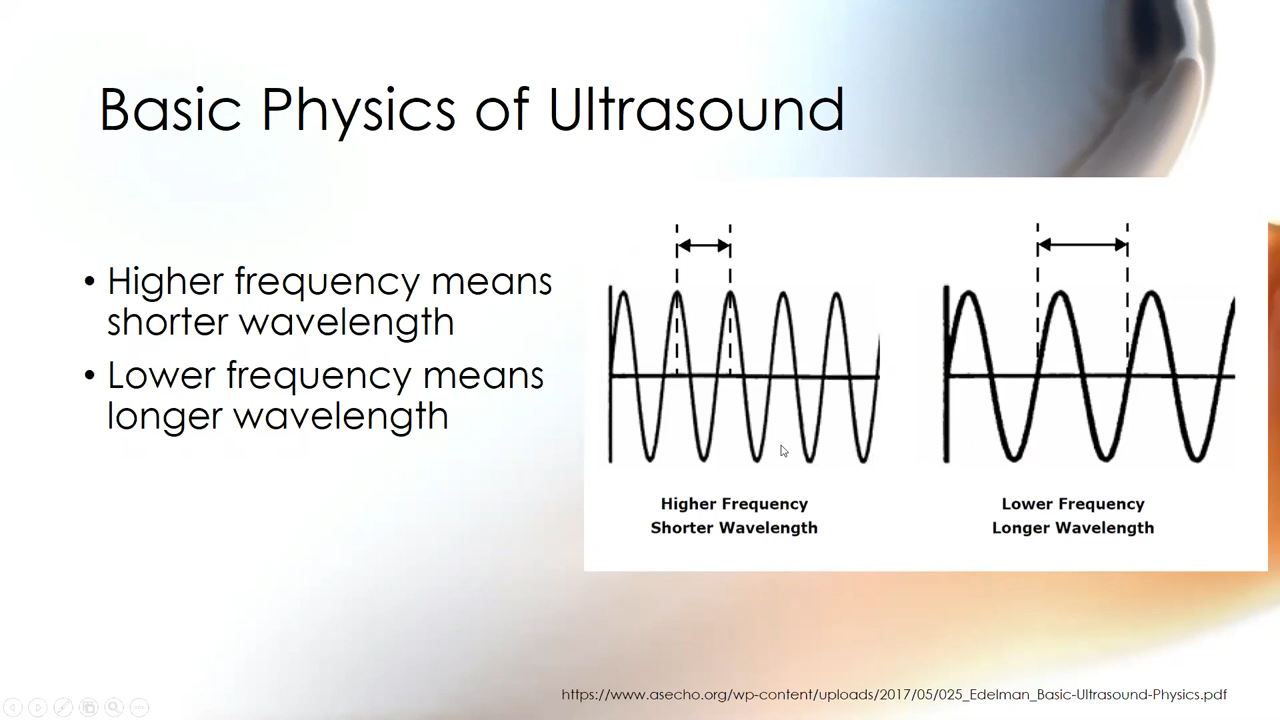 Basic Physics of Ultrasound
• Higher frequency means
shorter wavelength
• Lower frequency means
longer wavelength
Higher Frequency
Shorter Wavelength
Lower Frequency
Longer Wavelength
https://www.asecho.org/wp-content/uploads/2017/05/025_Edelman_Basic-Ultrasound-Physics.pdf